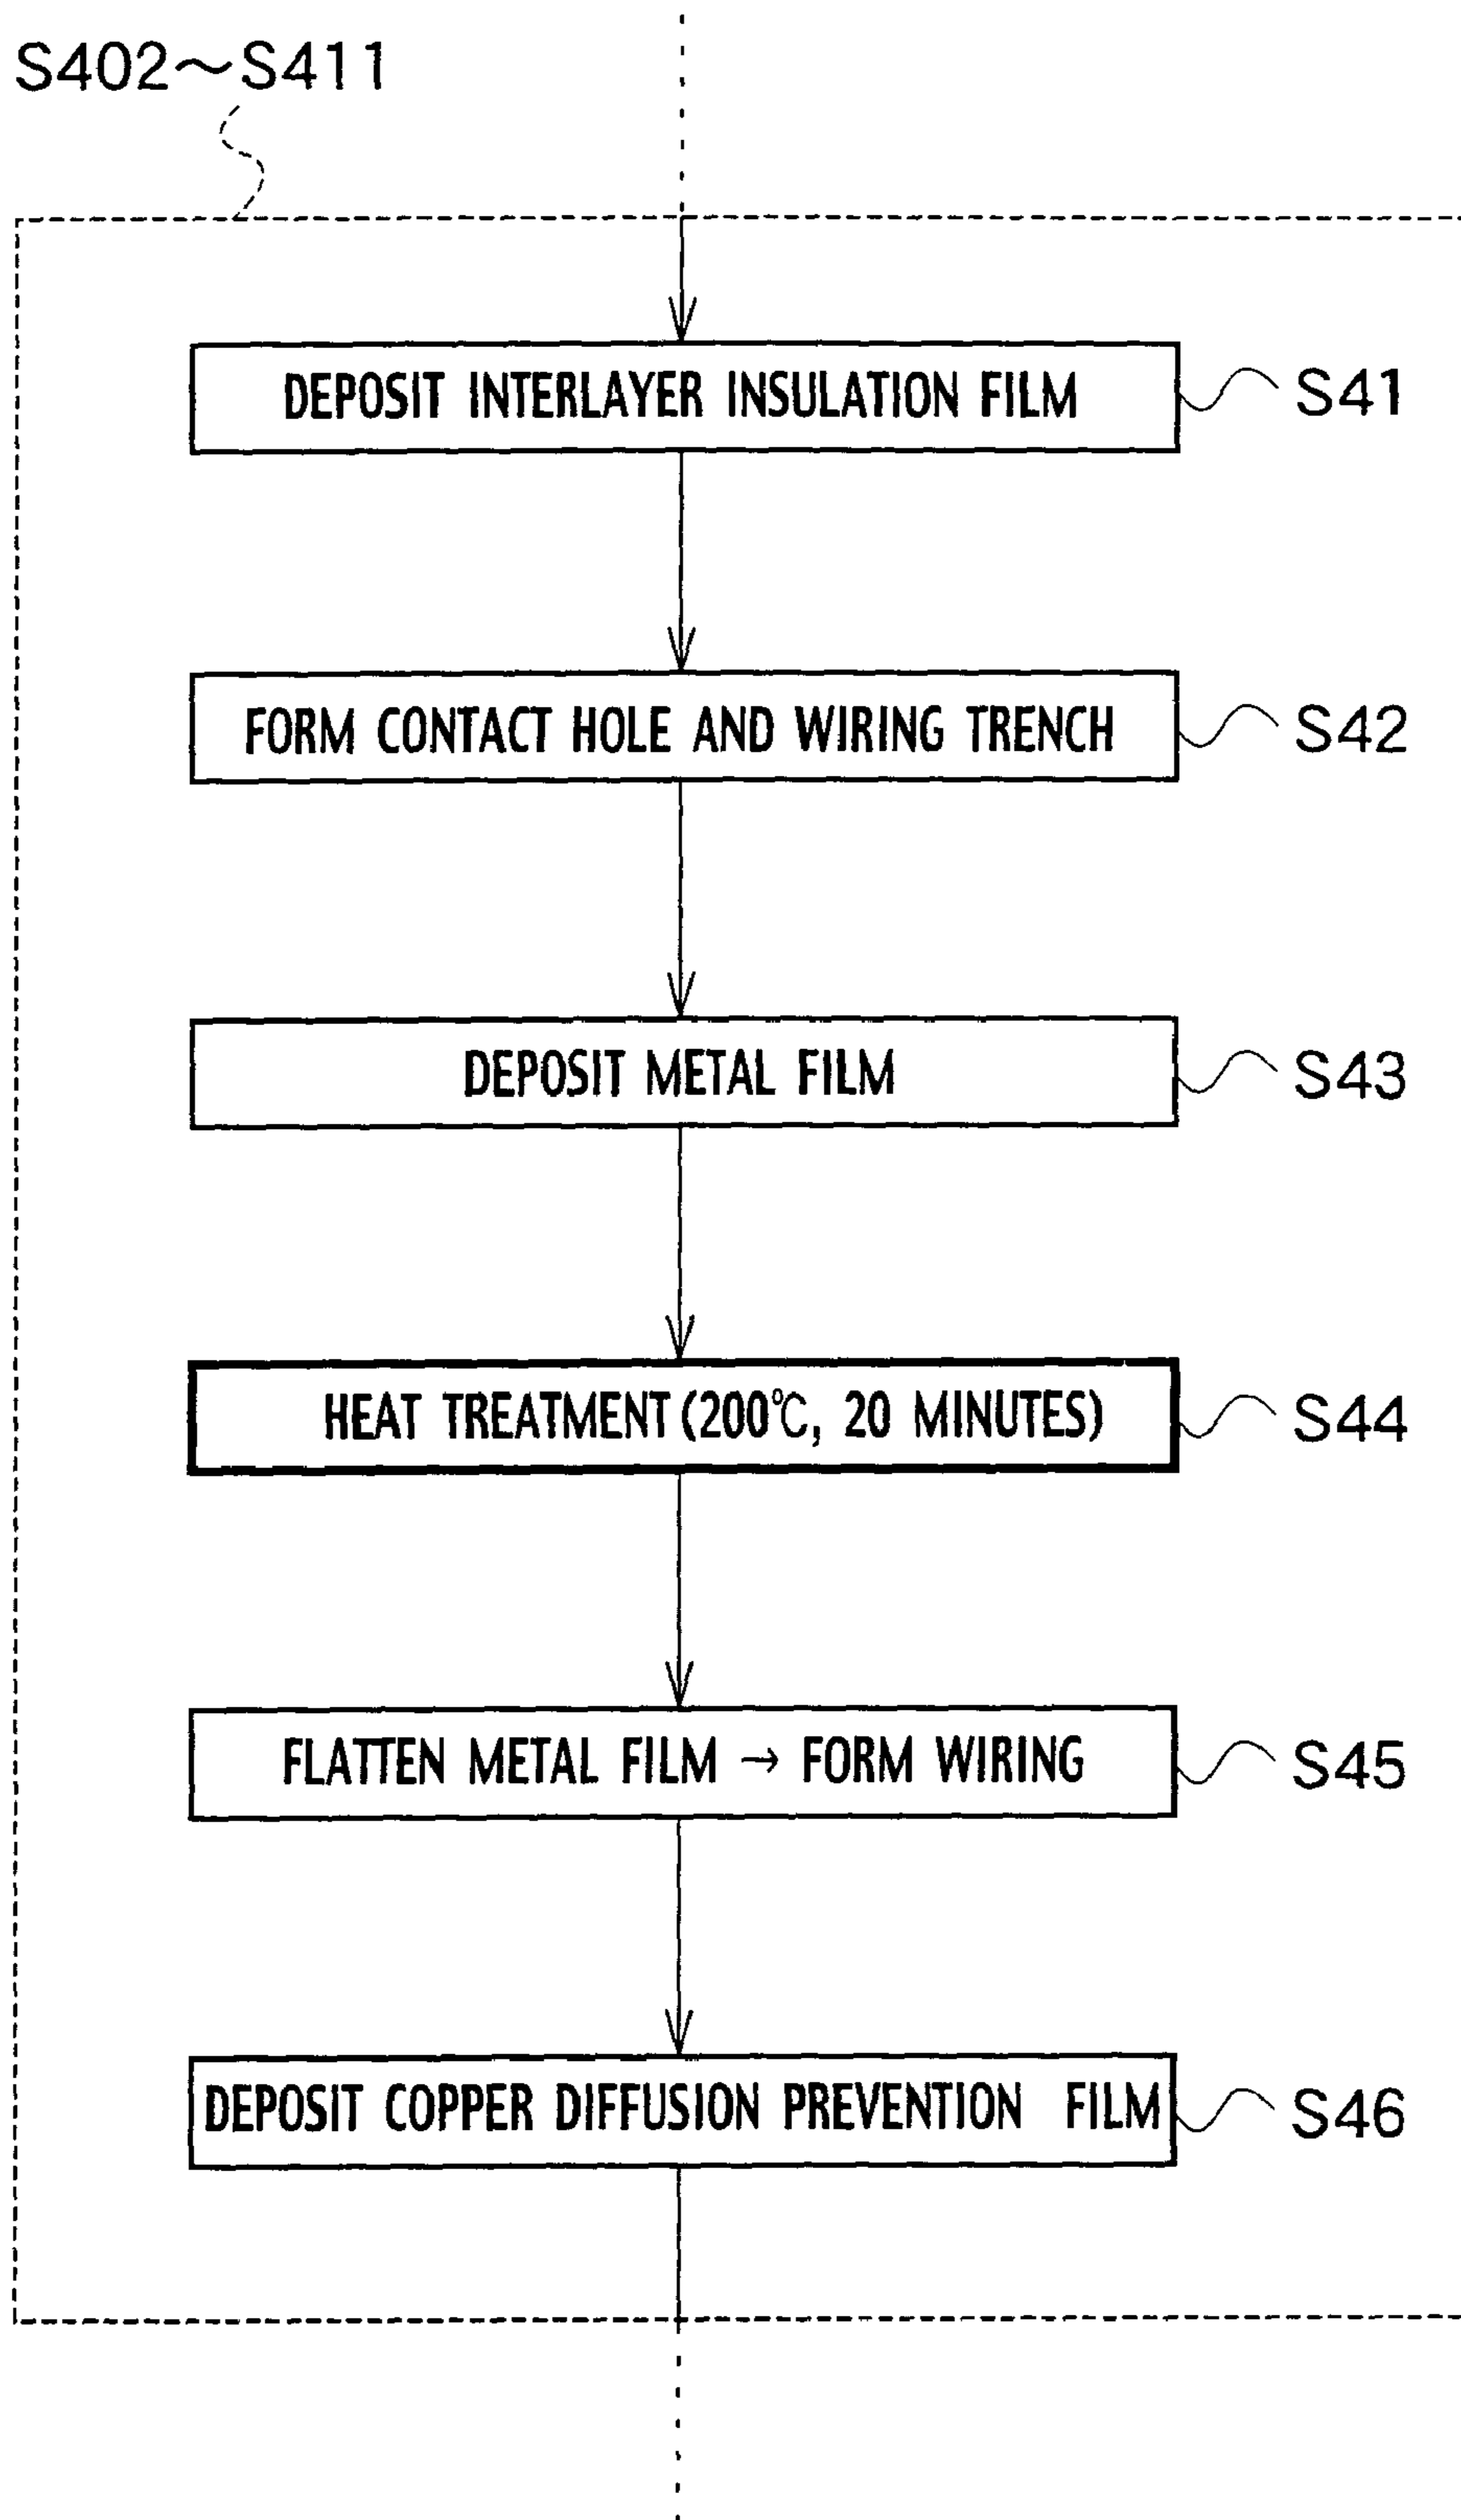 S402～S411
DEPOSIT INTERLAYER INSULATION FILM S41
FORM CONTACT HOLE AND WIRING TRENCH S42
DEPOSIT METAL FILM S43
HEAT TREATMENT (200℃, 20 MINUTES) S44
FLATTEN METAL FILM → FORM WIRING S45
DEPOSIT COPPER DIFFUSION PREVENTION FILM S46